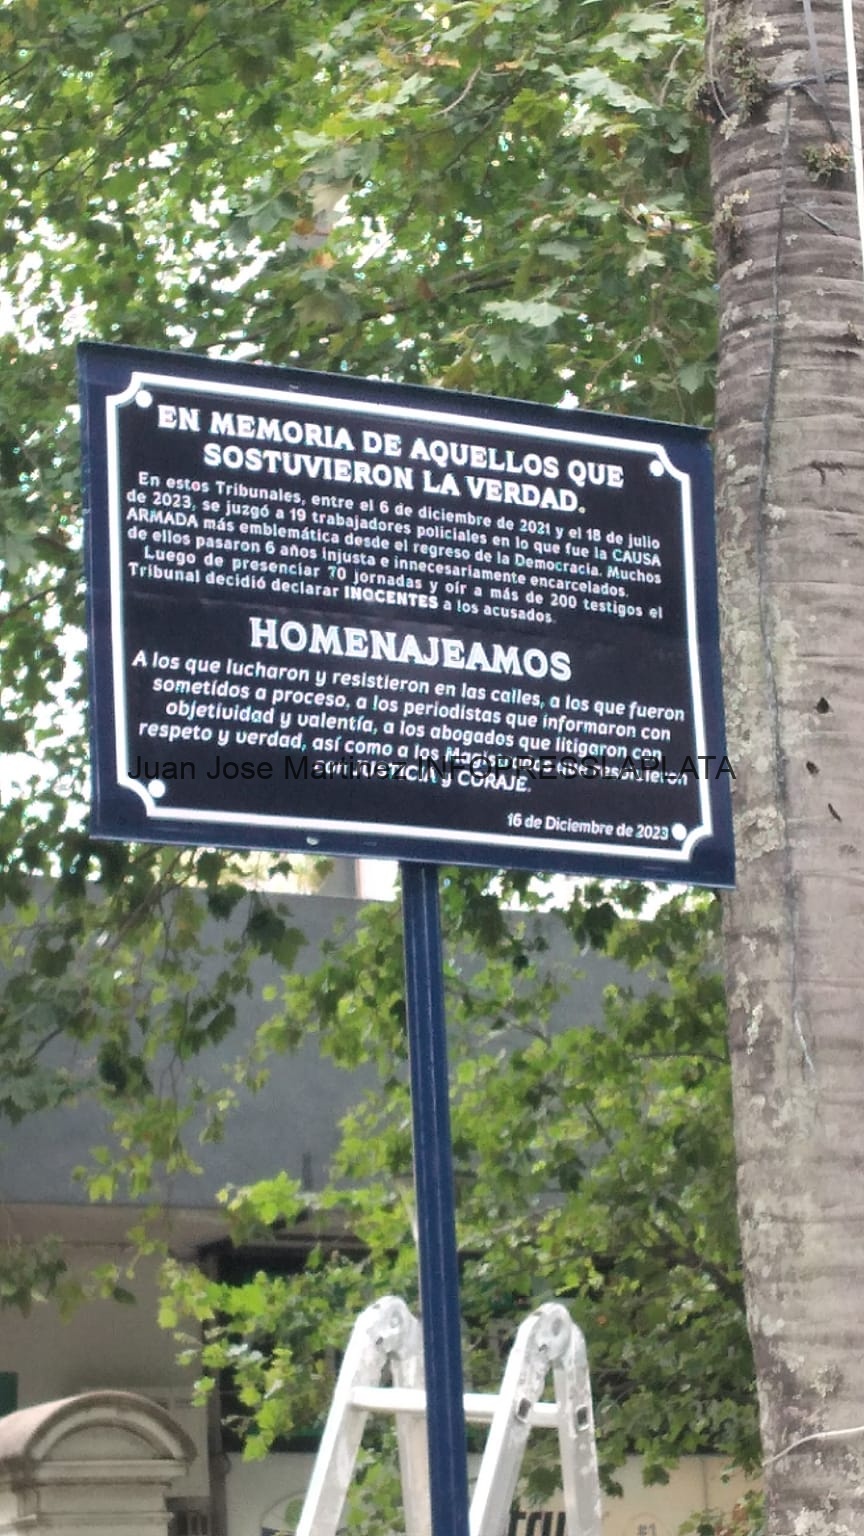 EN MEMORIA DE AQUELLOS QUE
SOSTUVIERON LA VERDAD.
En estos Tribunales, entre el 6 de diciembre de 2021 y el 18 de julio
de 2023, se juzgó a 19 trabajadores policiales en lo que fue la CAUSA
ARMADA más emblemática desde el regreso de la Democracia. Muchos
de ellos pasaron 6 años injusta e innecesariamente encarcelados.
Luego de presenciar 70 jornadas y oír a más de 200 testigos el
Tribunal decidió declarar INOCENTES a los acusados.
HOMENAJEAMOS
A los que lucharon y resistieron en las calles, a los que fueron
sometídos a proceso, a los periodistas que informaron con
objetividad y valentía, a los abogados que litigaron con
respeto y verdad, así como a los
con JUSTICIA y CORAJE.
Juan Jose Martinez INFOPRESSLAPLATA
16 de Diciembre de 2023